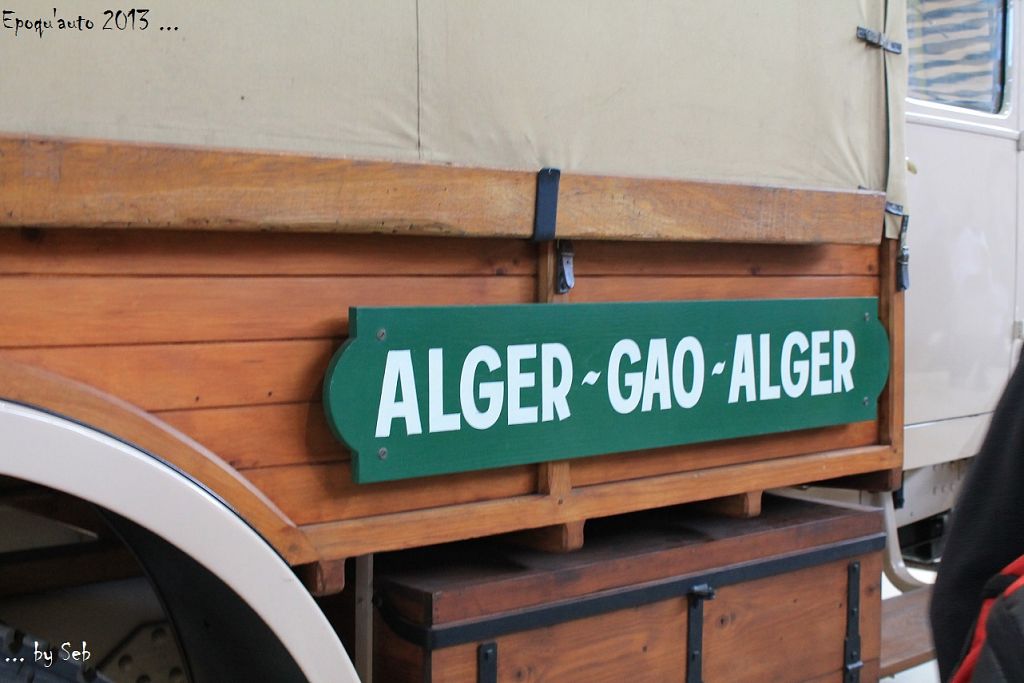 Epoqu'auto 2013 ...
ALGER - GAO - ALGER
... by Seb